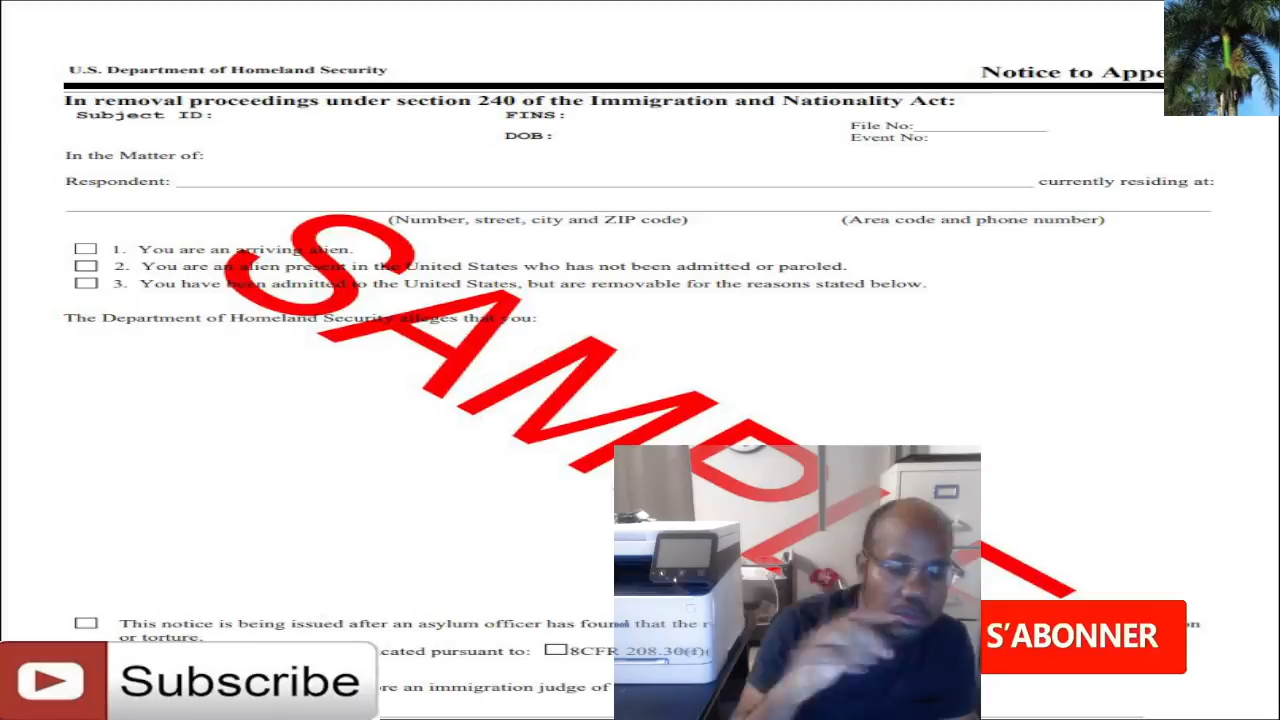 U.S. Department of Homeland Security
Notice to Appe
In removal proceedings under section 240 of the Immigration and Nationality Act:
Subject ID: FINS:
File No:
DOB:
Event No:
In the Matter of:
Respondent: currently residing at:
(Number, street, city and ZIP code) (Area code and phone number)
1. You are an arriving alien.
2. You are an alien present in the United States who has not been admitted or paroled.
3. You have been admitted to the United States, but are removable for the reasons stated below.
The Department of Homeland Security alleges that you:
SAMPL
This notice is being issued after an asylum officer has found that the r on
or torture.
cated pursuant to: 8CFR 208.30(f)(
re an immigration judge of
S'ABONNER
Subscribe